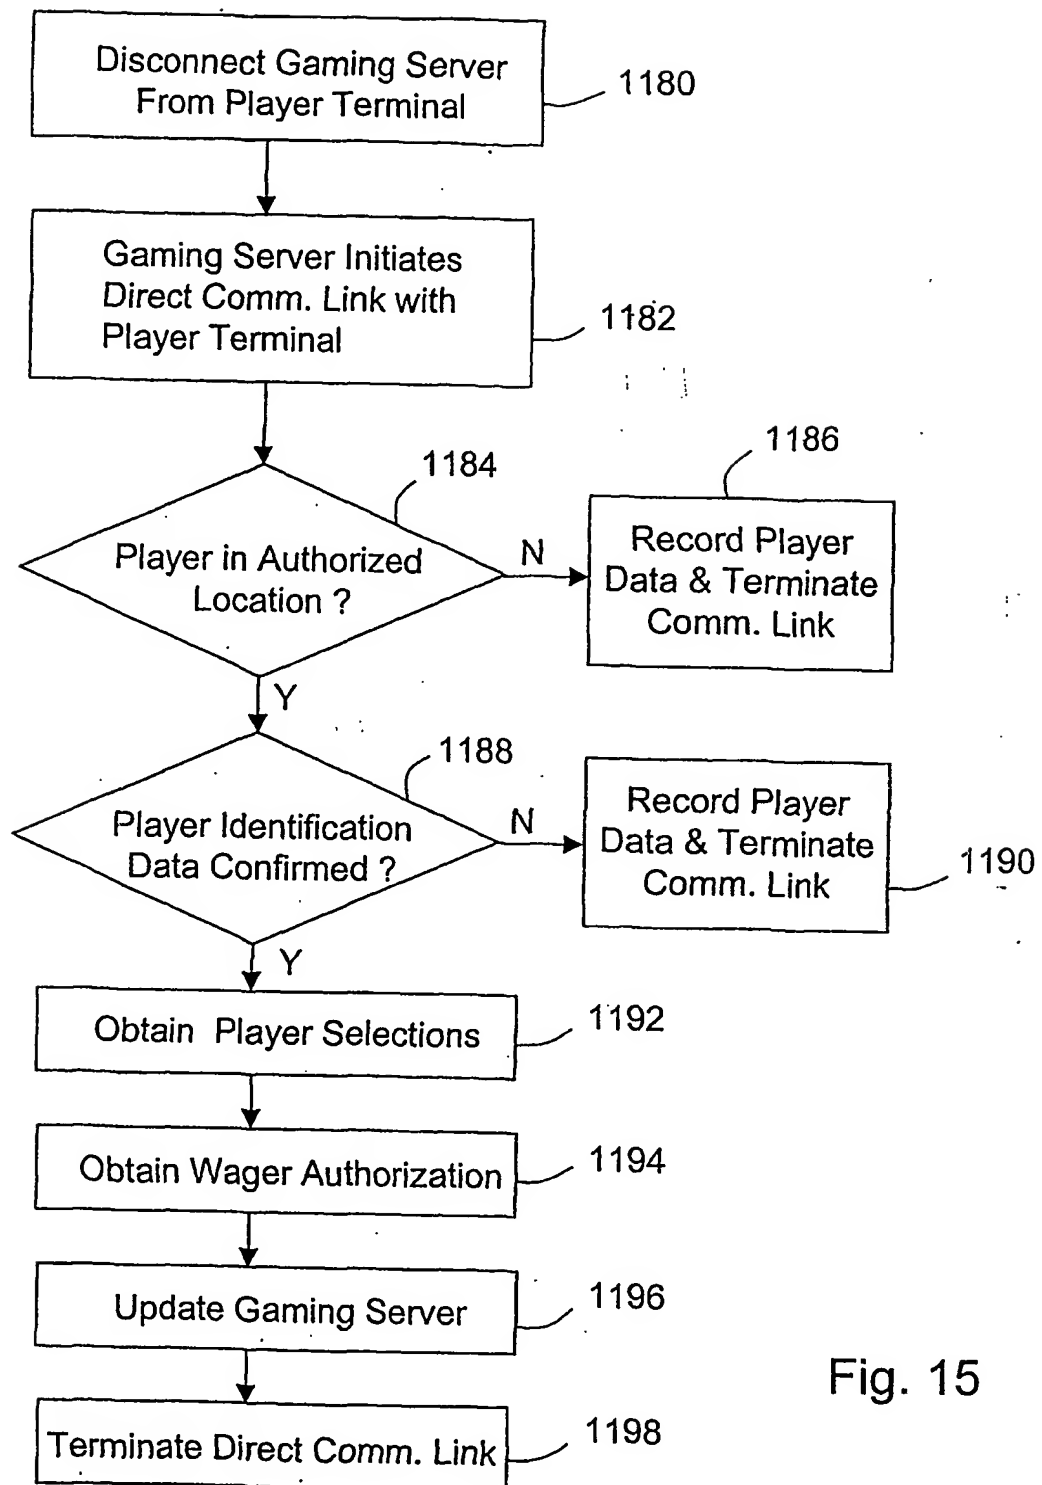 Disconnect Gaming Server
From Player Terminal
1180
Gaming Server Initiates
Direct Comm. Link with
Player Terminal
1182
1184
Player in Authorized
Location ?
N
1186
Record Player
Data & Terminate
Comm. Link
Y
1188
Player Identification
Data Confirmed ?
N
Record Player
Data & Terminate
Comm. Link
1190
Y
Obtain Player Selections
1192
Obtain Wager Authorization
1194
Update Gaming Server
1196
Terminate Direct Comm. Link
1198
Fig. 15